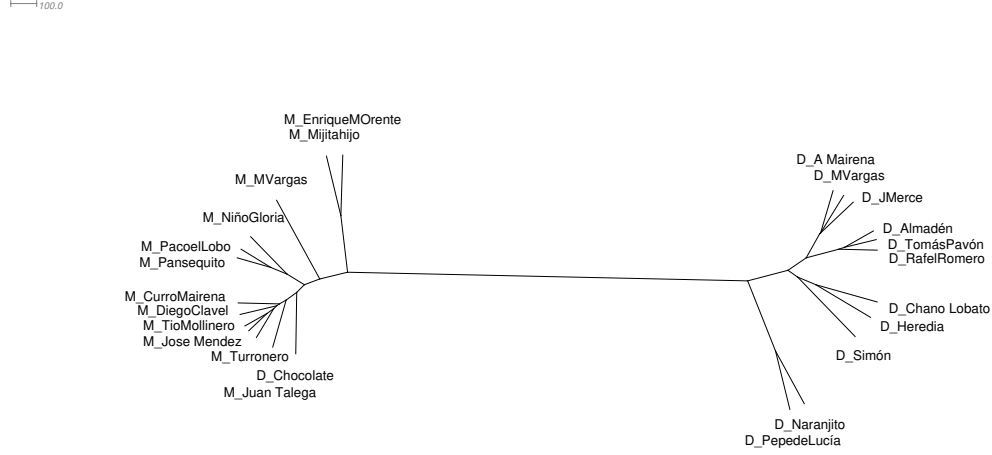 100.0
M_EnriqueMOrente
M_Mijitahijo
M_MVargas
M_NiñoGloria
M_PacoelLobo
M_Pansequito
M_CurroMairena
M_DiegoClavel
M_TioMollinero
M_Jose Mendez
M_Turronero
D_Chocolate
M_Juan Talega
D_A Mairena
D_MVargas
D_JMerce
D_Almadén
D_TomásPavón
D_RafelRomero
D_Chano Lobato
D_Heredia
D_Simón
D_Naranjito
D_PepedeLucía